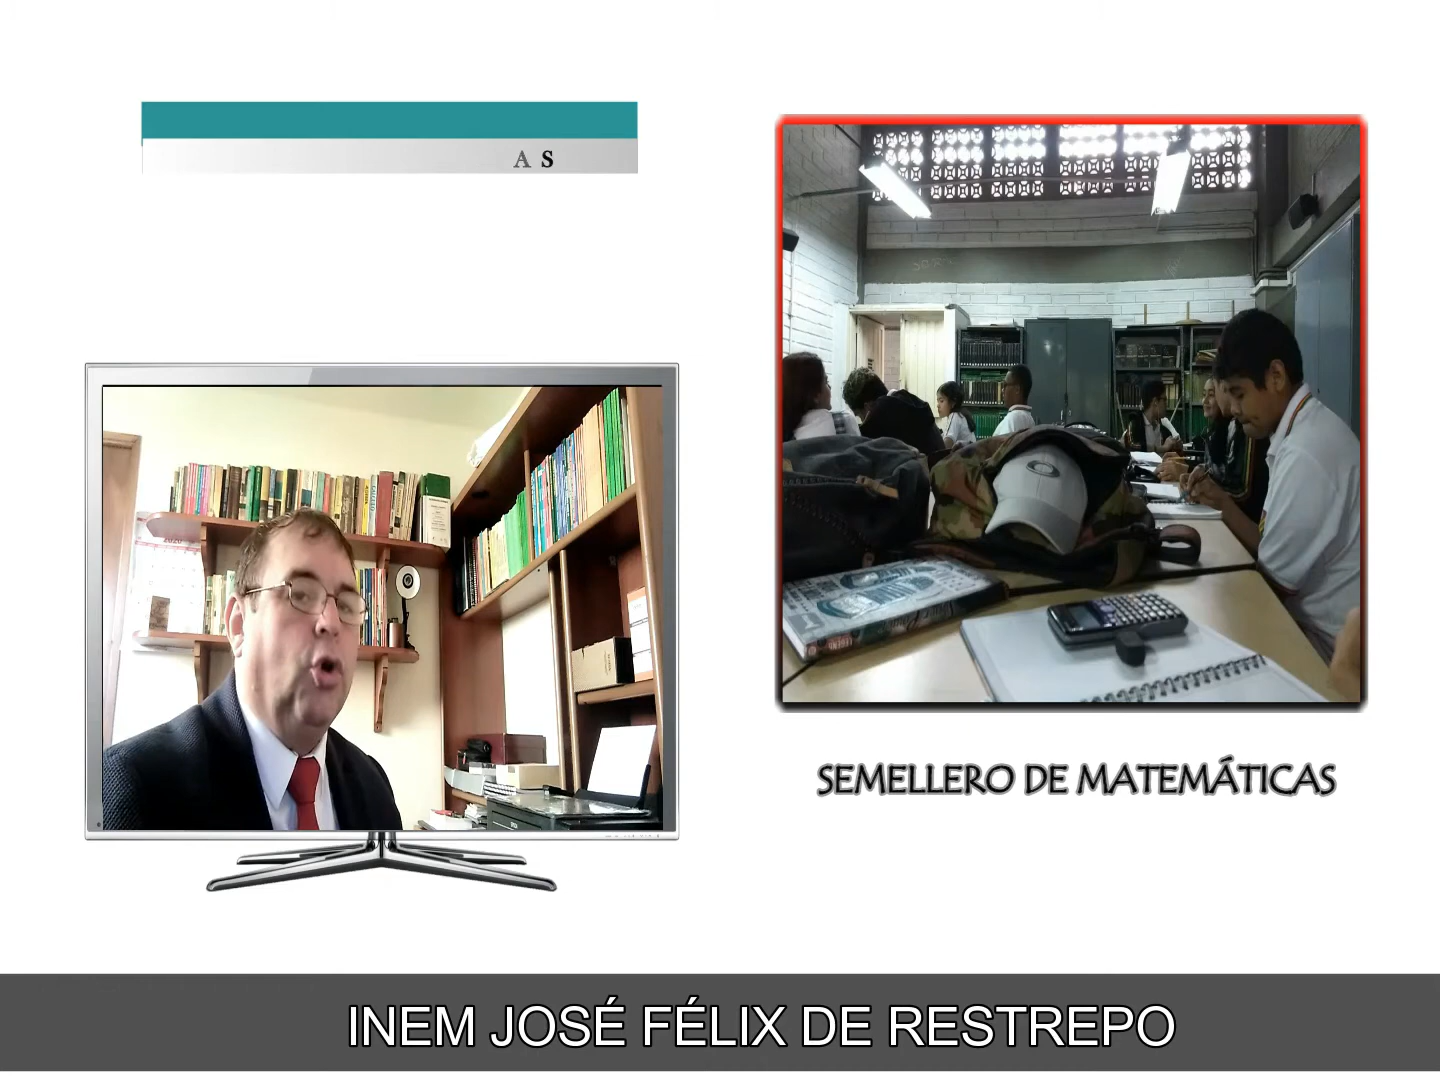 A S
SEMELLERO DE MATEMÁTICAS
INEM JOSÉ FÉLIX DE RESTREPO